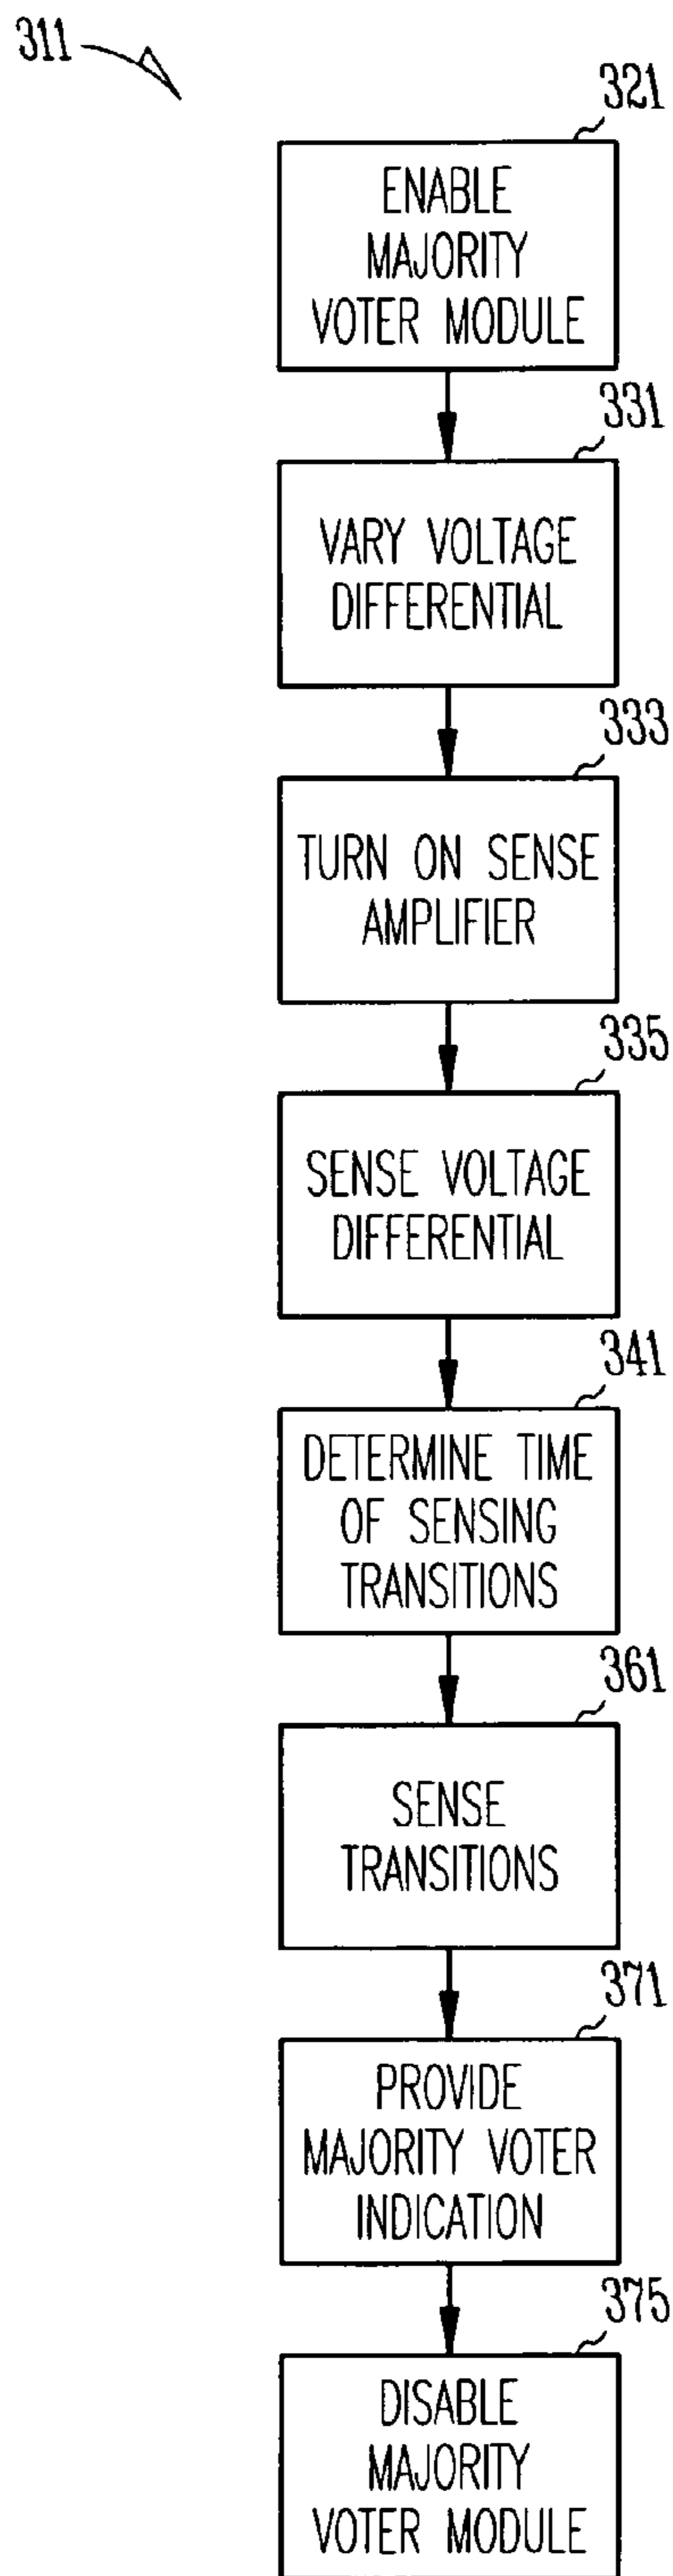 311
321
ENABLE
MAJORITY
VOTER MODULE
331
VARY VOLTAGE
DIFFERENTIAL
333
TURN ON SENSE
AMPLIFIER
335
SENSE VOLTAGE
DIFFERENTIAL
341
DETERMINE TIME
OF SENSING
TRANSITIONS
361
SENSE
TRANSITIONS
371
PROVIDE
MAJORITY VOTER
INDICATION
375
DISABLE
MAJORITY
VOTER MODULE